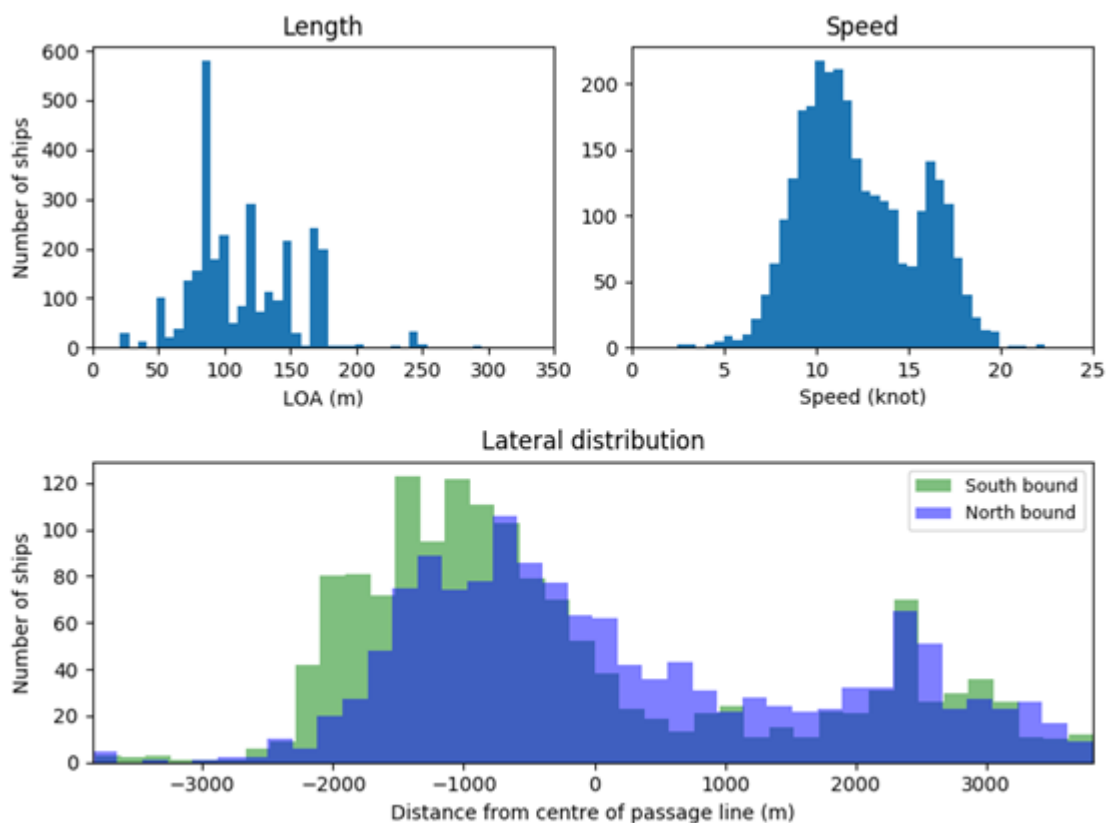 Length
600
500
400
300
200
100
0
Number of ships
0 50 100 150 200 250 300 350
LOA (m)
Speed
200
150
100
50
0
0 5 10 15 20 25
Speed (knot)
Lateral distribution
120
100
80
60
40
20
0
Number of ships
South bound
North bound
−3000 −2000 −1000 0 1000 2000 3000
Distance from centre of passage line (m)